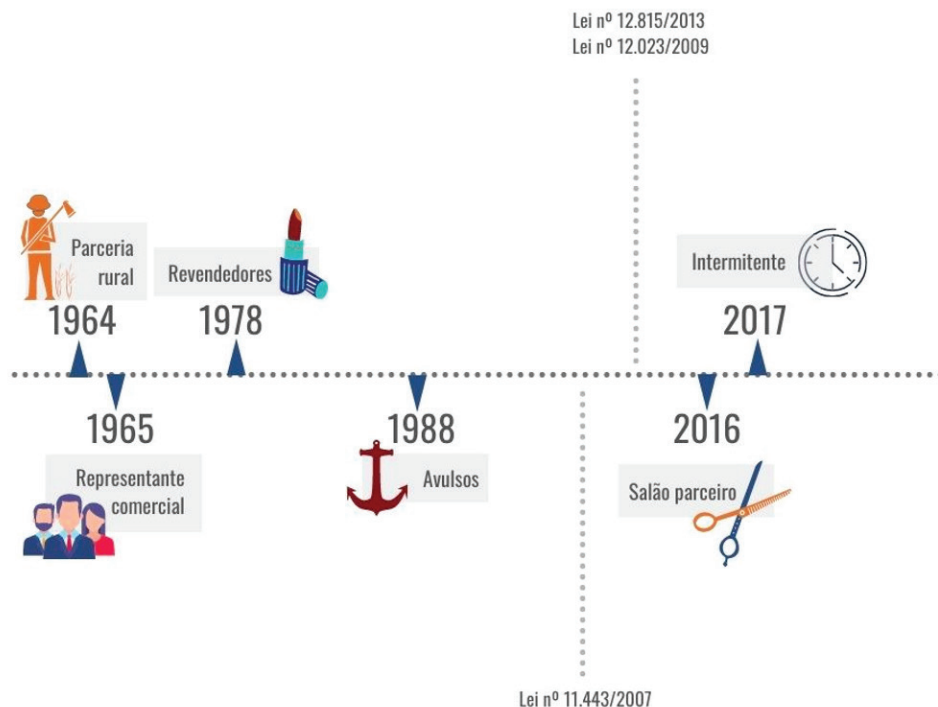 Lei nº 12.815/2013
Lei nº 12.023/2009
Parceria
rural
1964
Revendedores
1978
Intermitente
2017
1965
Representante
comercial
1988
Avulsos
2016
Salão parceiro
Lei nº 11.443/2007